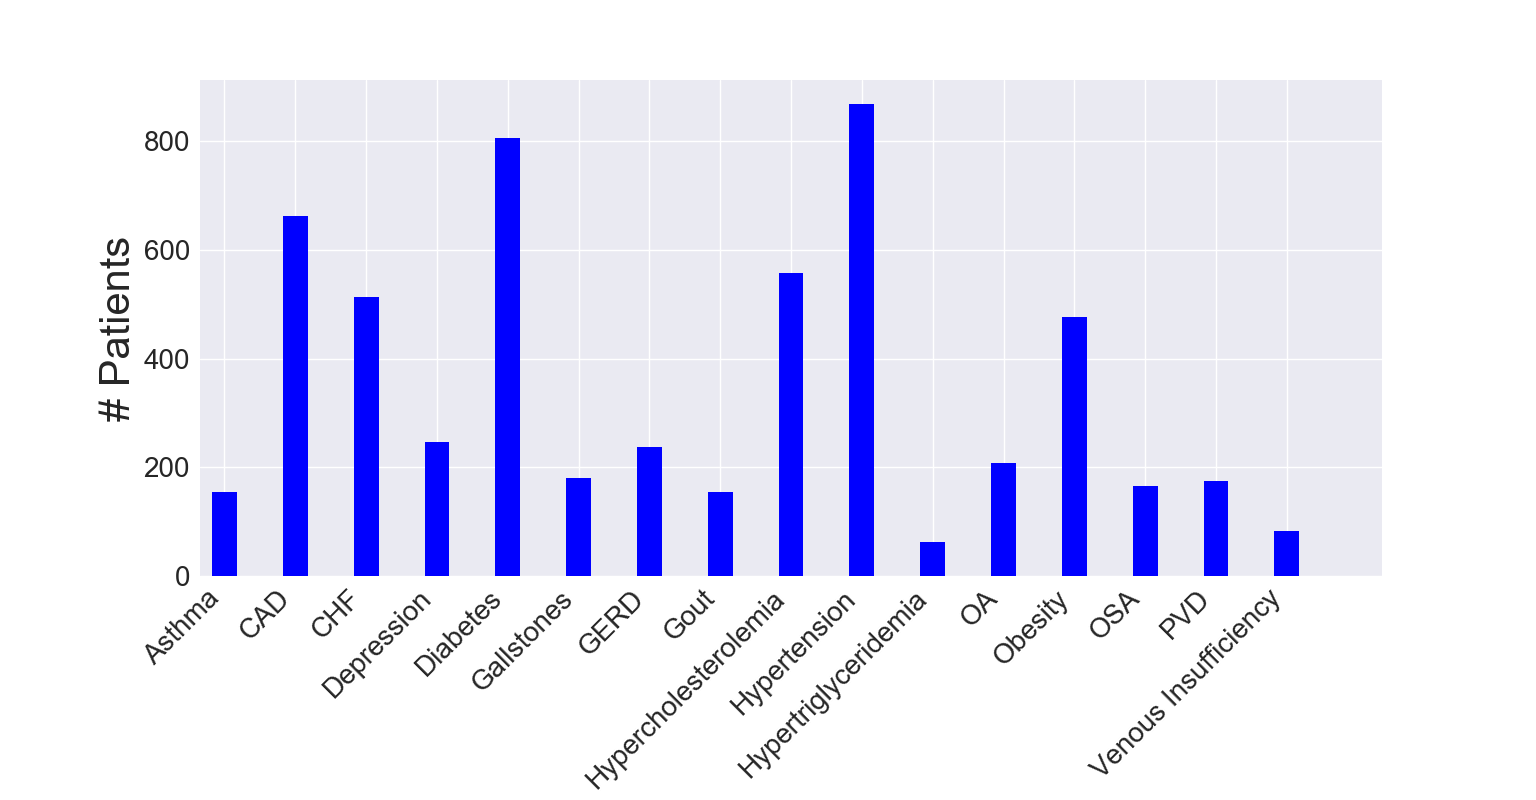 # Patients
800
600
400
200
0
Asthma
CAD
CHF
Depression
Diabetes
Gallstones
GERD
Gout
Hypercholesterolemia
Hypertension
Hypertriglyceridemia
OA
Obesity
OSA
PVD
Venous Insufficiency